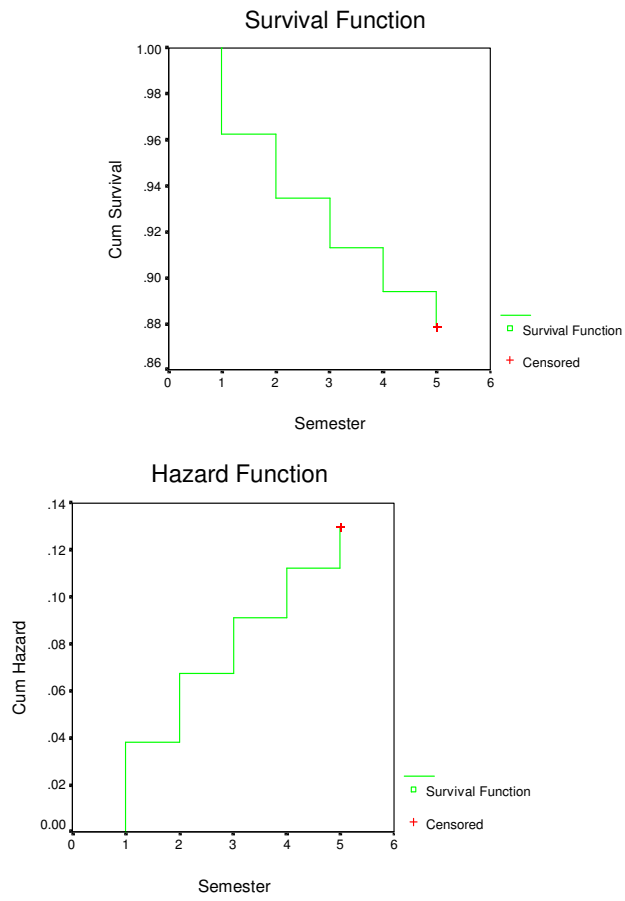 Survival Function
1.00
.98
.96
.94
.92
.90
.88
.86
Cum Survival
0 1 2 3 4 5 6
Semester
Survival Function
+ Censored
Hazard Function
.14
.12
.10
.08
.06
.04
.02
0.00
Cum Hazard
0 1 2 3 4 5 6
Semester
Survival Function
+ Censored